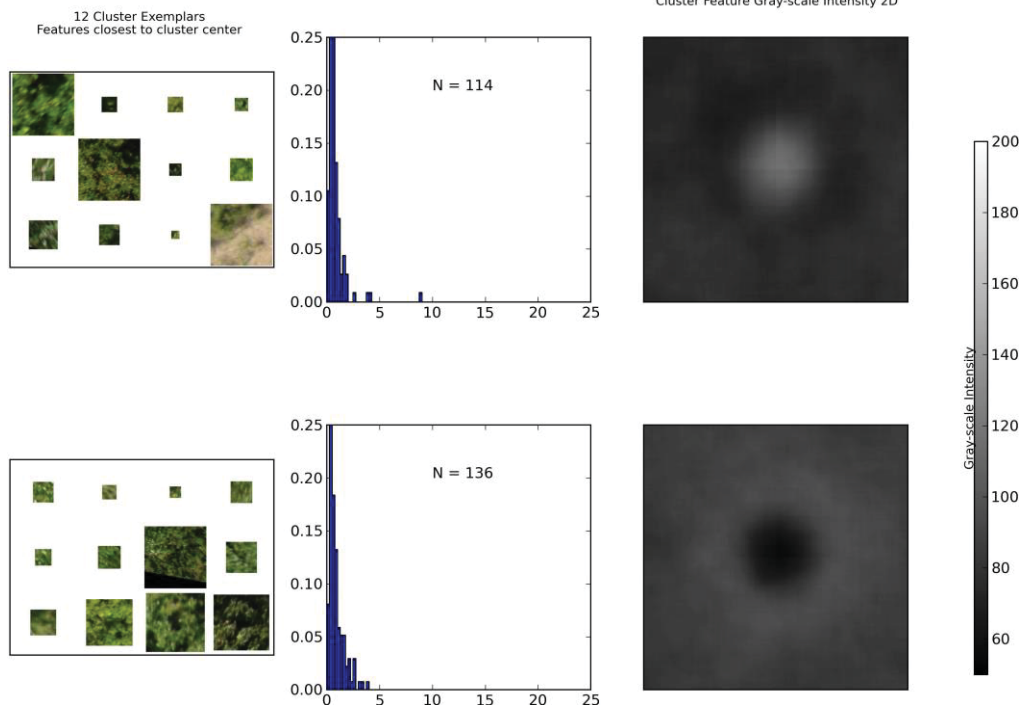 Cluster Feature Gray-scale Intensity 2D
12 Cluster Exemplars
Features closest to cluster center
0.25
0.20
0.15
0.10
0.05
0.00
0 5 10 15 20 25
N = 114
200
180
160
140
120
100
80
60
Gray-scale Intensity
0.25
0.20
0.15
0.10
0.05
0.00
0 5 10 15 20 25
N = 136